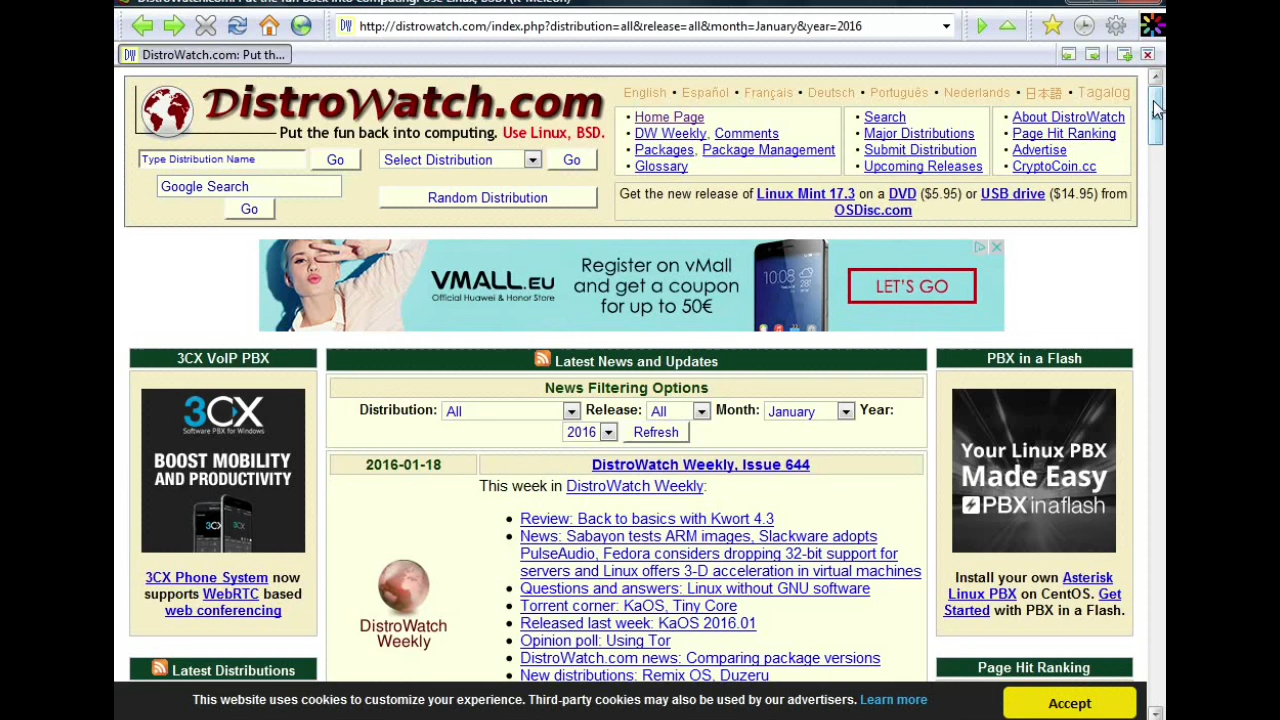 DistroWatch.com: Put the fun back into computing. Use Linux, BSD. (K-Meleon)
http://distrowatch.com/index.php?distribution=all&release=all&month=January&year=2016
DistroWatch.com: Put th...
DistroWatch.com
Put the fun back into computing. Use Linux, BSD.
Type Distribution Name Go Select Distribution Go
Google Search
Go
Random Distribution
English • Español • Français • Deutsch • Português • Nederlands • 日本語 • Tagalog
• Home Page
• DW Weekly, Comments
• Packages, Package Management
• Glossary
• Search
• Major Distributions
• Submit Distribution
• Upcoming Releases
• About DistroWatch
• Page Hit Ranking
• Advertise
• CryptoCoin.cc
Get the new release of Linux Mint 17.3 on a DVD ($5.95) or USB drive ($14.95) from
OSDisc.com
VMALL.EU
Official Huawei & Honor Store
Register on vMall
and get a coupon
for up to 50€
10:08
LET'S GO
3CX VoIP PBX
3CX
Software PBX for Windows
BOOST MOBILITY
AND PRODUCTIVITY
3CX
3CX Phone System now
supports WebRTC based
web conferencing
Latest Distributions
Latest News and Updates
News Filtering Options
Distribution: All Release: All Month: January Year:
2016 Refresh
2016-01-18 DistroWatch Weekly, Issue 644
This week in DistroWatch Weekly:
• Review: Back to basics with Kwort 4.3
• News: Sabayon tests ARM images, Slackware adopts
PulseAudio, Fedora considers dropping 32-bit support for
servers and Linux offers 3-D acceleration in virtual machines
• Questions and answers: Linux without GNU software
• Torrent corner: KaOS, Tiny Core
• Released last week: KaOS 2016.01
• Opinion poll: Using Tor
• DistroWatch.com news: Comparing package versions
• New distributions: Remix OS, Duzeru
DistroWatch
Weekly
PBX in a Flash
Your Linux PBX
Made Easy
PBXinaflash
Install your own Asterisk
Linux PBX on CentOS. Get
Started with PBX in a Flash.
Page Hit Ranking
This website uses cookies to customize your experience. Third-party cookies may also be used by our advertisers. Learn more
Accept